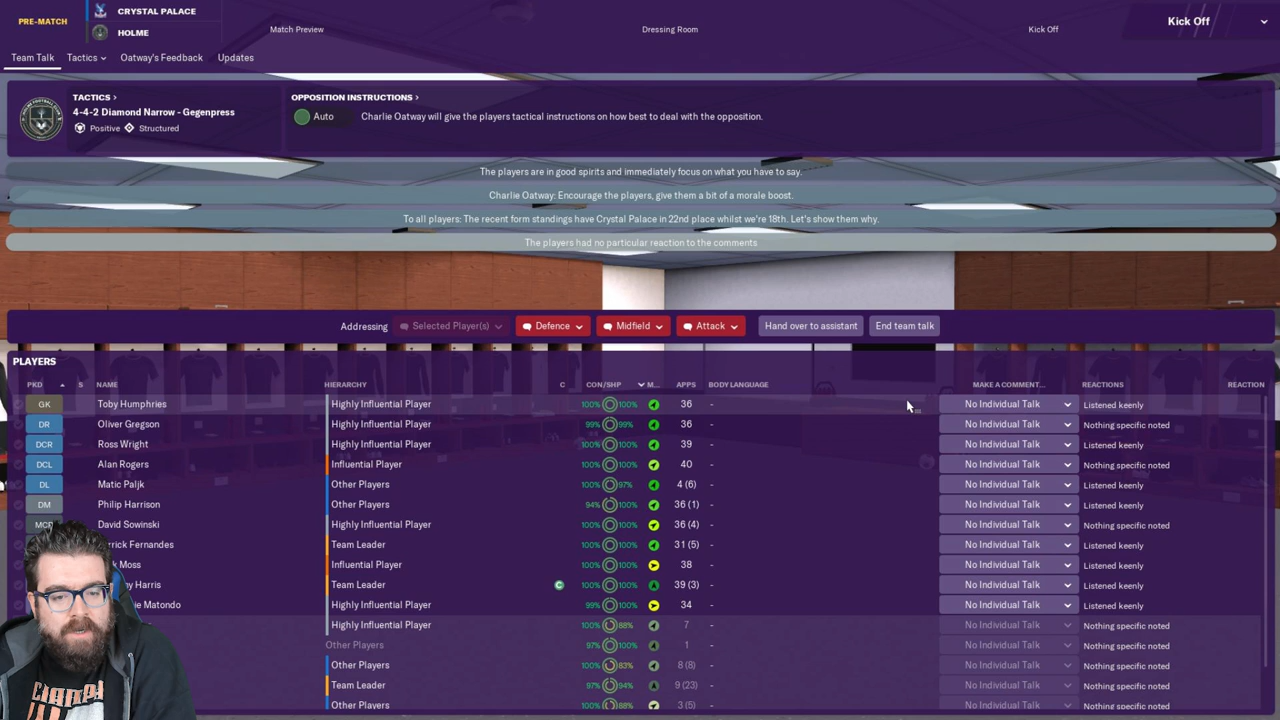 PRE-MATCH
CRYSTAL PALACE
HOLME
Match Preview
Dressing Room
Kick Off
Kick Off
Team Talk
Tactics
Oatway's Feedback
Updates
TACTICS >
4-4-2 Diamond Narrow - Gegenpress
Positive Structured
OPPOSITION INSTRUCTIONS >
Auto Charlie Oatway will give the players tactical instructions on how best to deal with the opposition.
The players are in good spirits and immediately focus on what you have to say.
Charlie Oatway: Encourage the players, give them a bit of a morale boost.
To all players: The recent form standings have Crystal Palace in 22nd place whilst we're 18th. Let's show them why.
The players had no particular reaction to the comments
Addressing Selected Player(s) Defence Midfield Attack Hand over to assistant End team talk
PLAYERS
PKD S NAME HIERARCHY C CON/SHP M... APPS BODY LANGUAGE MAKE A COMMENT... REACTIONS REACTION
GK Toby Humphries Highly Influential Player 100% 100% 36 - No Individual Talk Listened keenly
DR Oliver Gregson Highly Influential Player 99% 99% 36 - No Individual Talk Nothing specific noted
DCR Ross Wright Highly Influential Player 100% 100% 39 - No Individual Talk Listened keenly
DCL Alan Rogers Influential Player 100% 100% 40 - No Individual Talk Nothing specific noted
DL Matic Paljk Other Players 100% 97% 4 (6) - No Individual Talk Listened keenly
DM Philip Harrison Other Players 94% 100% 36 (1) - No Individual Talk Listened keenly
David Sowinski Highly Influential Player 100% 100% 36 (4) - No Individual Talk Nothing specific noted
Fernandes Team Leader 100% 100% 31 (5) - No Individual Talk Listened keenly
Moss Influential Player 100% 100% 38 - No Individual Talk Listened keenly
Harris Team Leader C 100% 100% 39 (3) - No Individual Talk Listened keenly
Matondo Highly Influential Player 99% 100% 34 - No Individual Talk Listened keenly
Highly Influential Player 100% 88% 7 - No Individual Talk Nothing specific noted
Other Players 97% 100% 1 - No Individual Talk Nothing specific noted
Other Players 100% 83% 8 (8) - No Individual Talk Nothing specific noted
Team Leader 97% 94% 9 (23) - No Individual Talk Nothing specific noted
Other Players 100% 88% 3 (5) - No Individual Talk Nothing specific noted